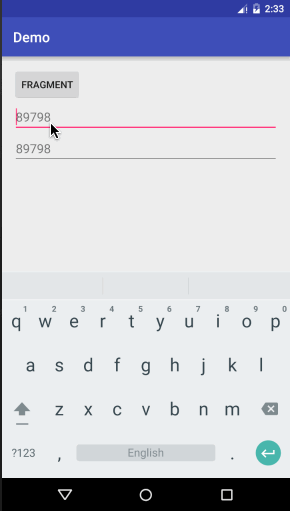 2:33
Demo
FRAGMENT
89798
89798
1 2 3 4 5 6 7 8 9 0
q w e r t y u i o p
a s d f g h j k l
z x c v b n m
?123 , English .